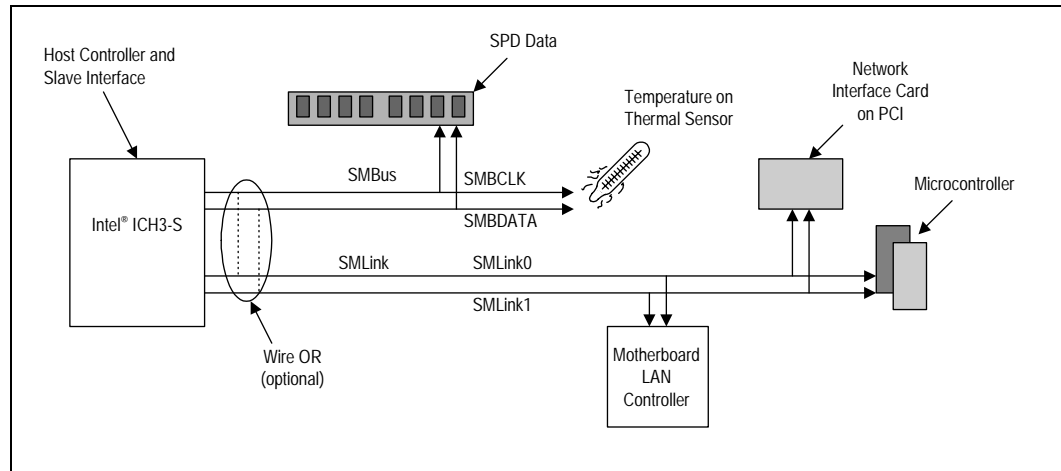 Host Controller and
Slave Interface
SPD Data
Temperature on
Thermal Sensor
Network
Interface Card
on PCI
Microcontroller
SMBus
SMBCLK
SMBDATA
Intel® ICH3-S
SMLink
SMLink0
SMLink1
Wire OR
(optional)
Motherboard
LAN
Controller